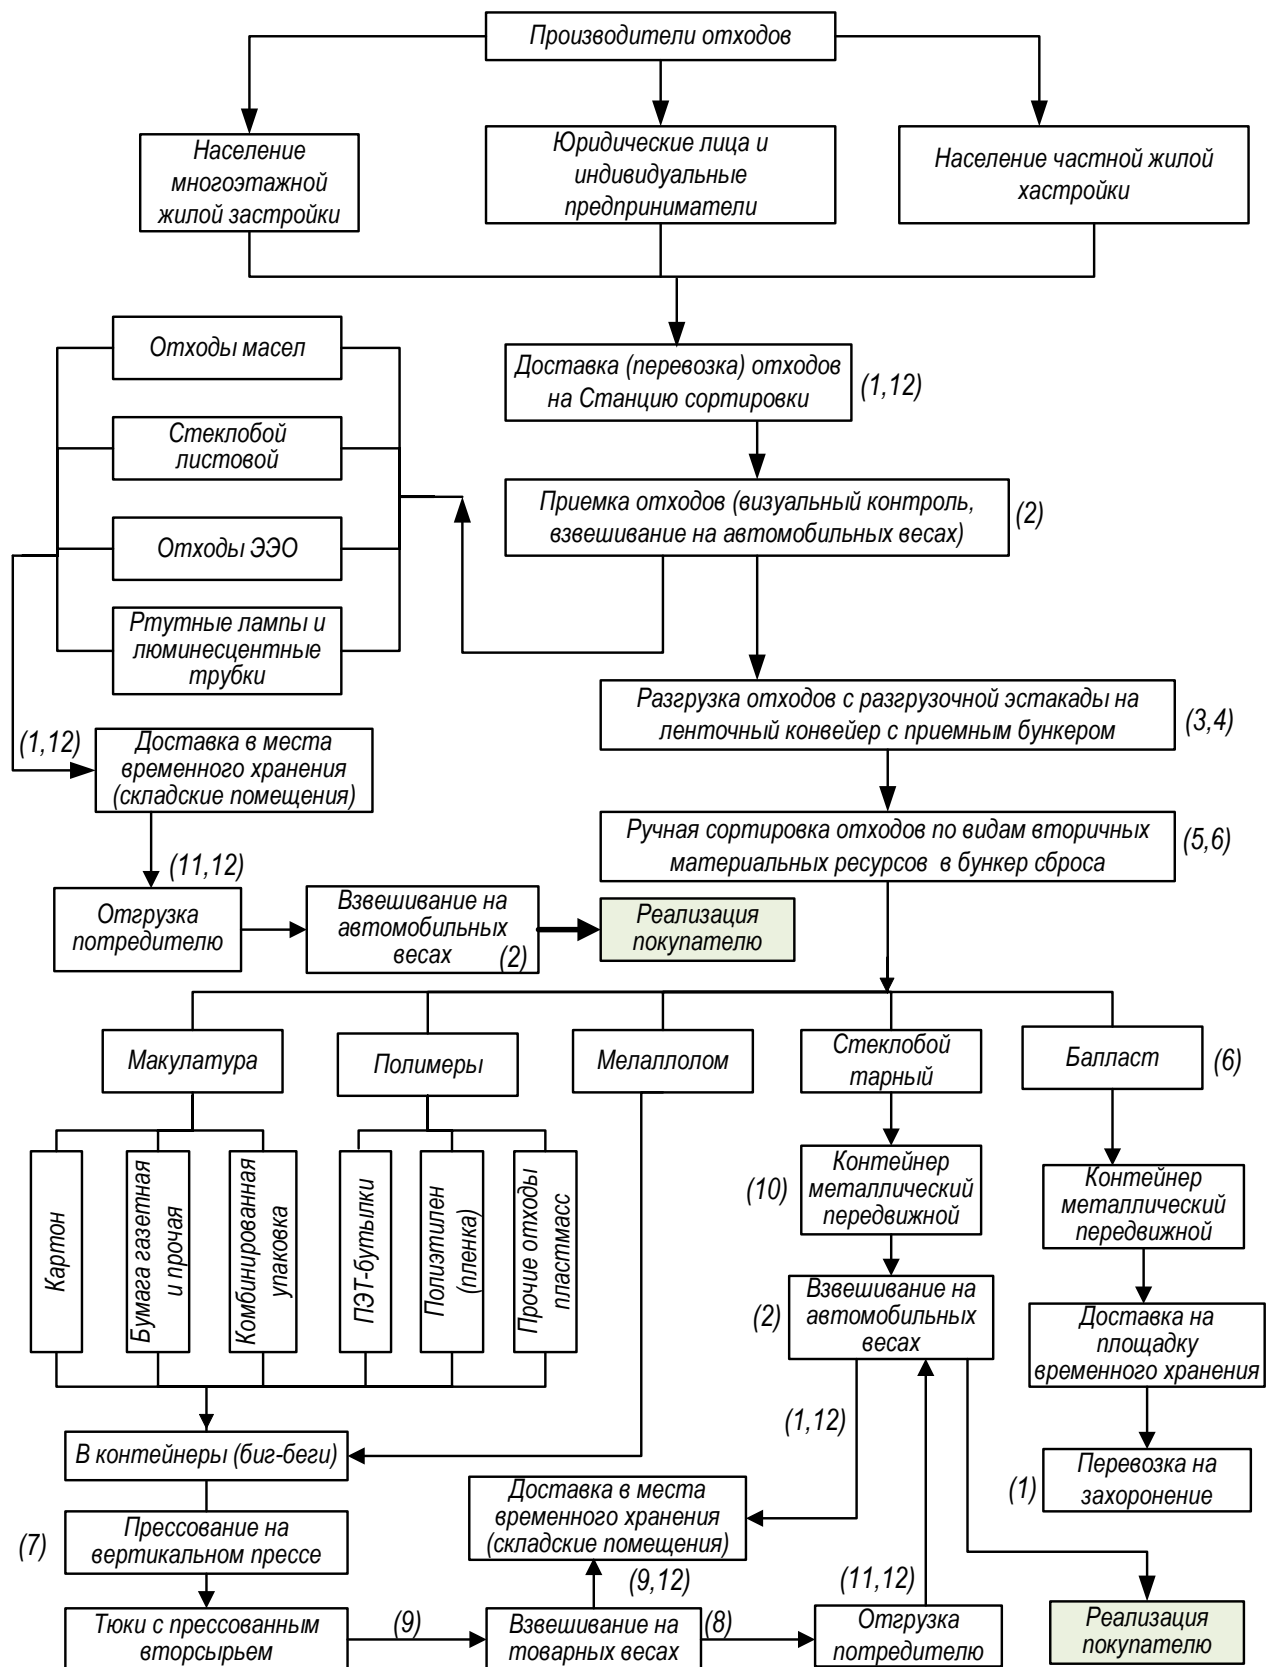 Производители отходов
Население
многоэтажной
жилой застройки
Юридические лица и
индивидуальные
предприниматели
Население частной жилой
хастройки
Отходы масел
Стеклобой
листовой
Отходы ЭЭО
Ртутные лампы и
люминесцентные
трубки
Доставка (перевозка) отходов
на Станцию сортировки
(1,12)
Приемка отходов (визуальный контроль,
взвешивание на автомобильных весах)
(2)
Разгрузка отходов с разгрузочной эстакады на
ленточный конвейер с приемным бункером
(3,4)
(1,12)
Доставка в места
временного хранения
(складские помещения)
Ручная сортировка отходов по видам вторичных
материальных ресурсов в бункер сброса
(5,6)
(11,12)
Отгрузка
потредителю
Взвешивание на
автомобильных
весах
(2)
Реализация
покупателю
Макулатура
Полимеры
Мелаллолом
Стеклобой
тарный
Балласт
(6)
Картон
Бумага газетная
и прочая
Комбинированная
упаковка
ПЭТ-бутылки
Полиэтилен
(пленка)
Прочие отходы
пластмасс
(10)
Контейнер
металлический
передвижной
Контейнер
металлический
передвижной
(2)
Взвешивание на
автомобильных
весах
Доставка на
площадку
временного хранения
(1,12)
В контейнеры (биг-беги)
(1)
Перевозка на
захоронение
Доставка в места
временного хранения
(складские помещения)
(7)
Прессование на
вертикальном прессе
(9,12)
(11,12)
Тюки с прессованным
вторсырьем
(9)
Взвешивание на
товарных весах
(8)
Отгрузка
потредителю
Реализация
покупателю